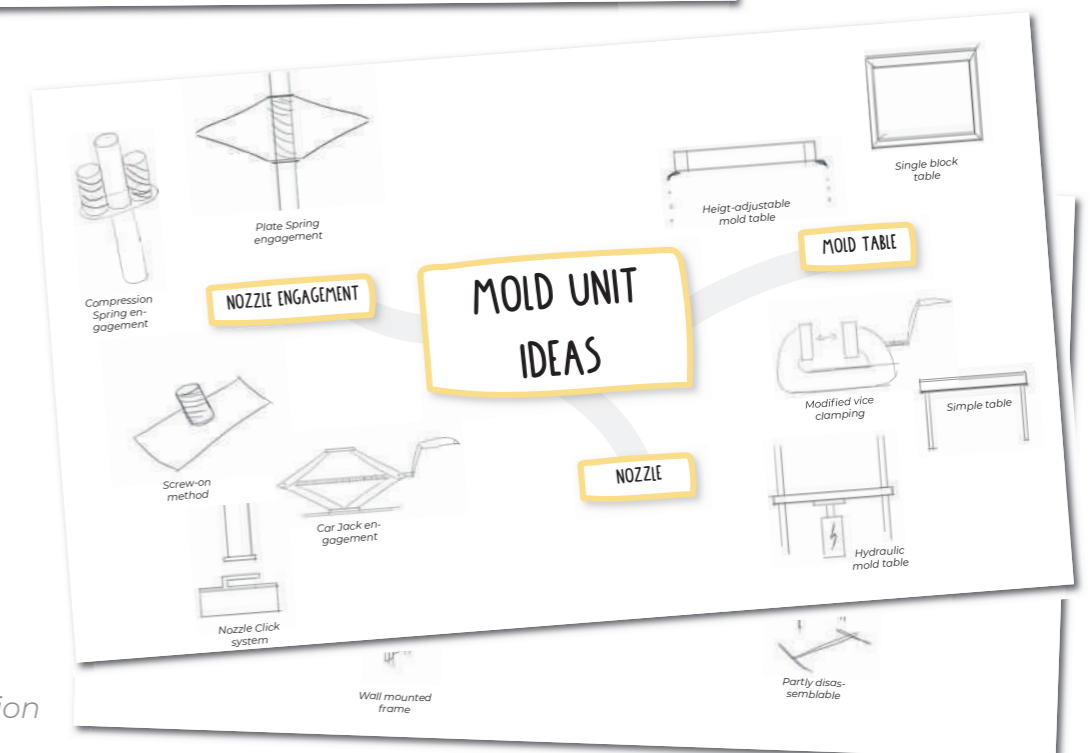 Single block
table
Heigt-adjustable
mold table
Plate Spring
engagement
MOLD TABLE
Compression
Spring en-
gagement
NOZZLE ENGAGEMENT
MOLD UNIT
IDEAS
Modified vice
clamping
Simple table
Screw-on
method
NOZZLE
Car Jack en-
gagement
Hydraulic
mold table
Nozzle Click
system
Wall mounted
frame
Partly disas-
semblable